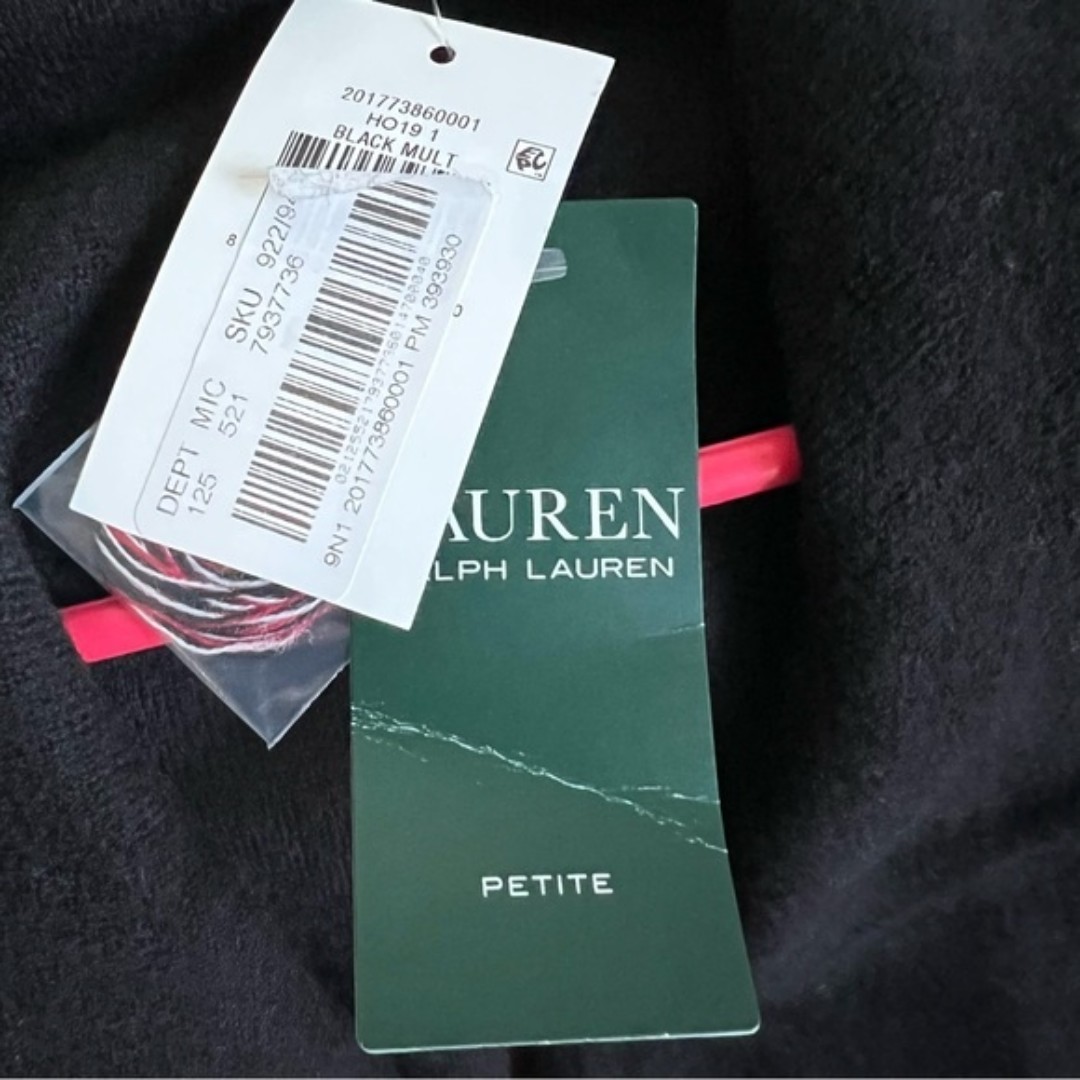 201773860001
HO19 1
BLACK MULT
8
SKU 922/94
7937736
DEPT MIC
125 521
9N1 201773860001 PM 393930
AUREN
LPH LAUREN
PETITE